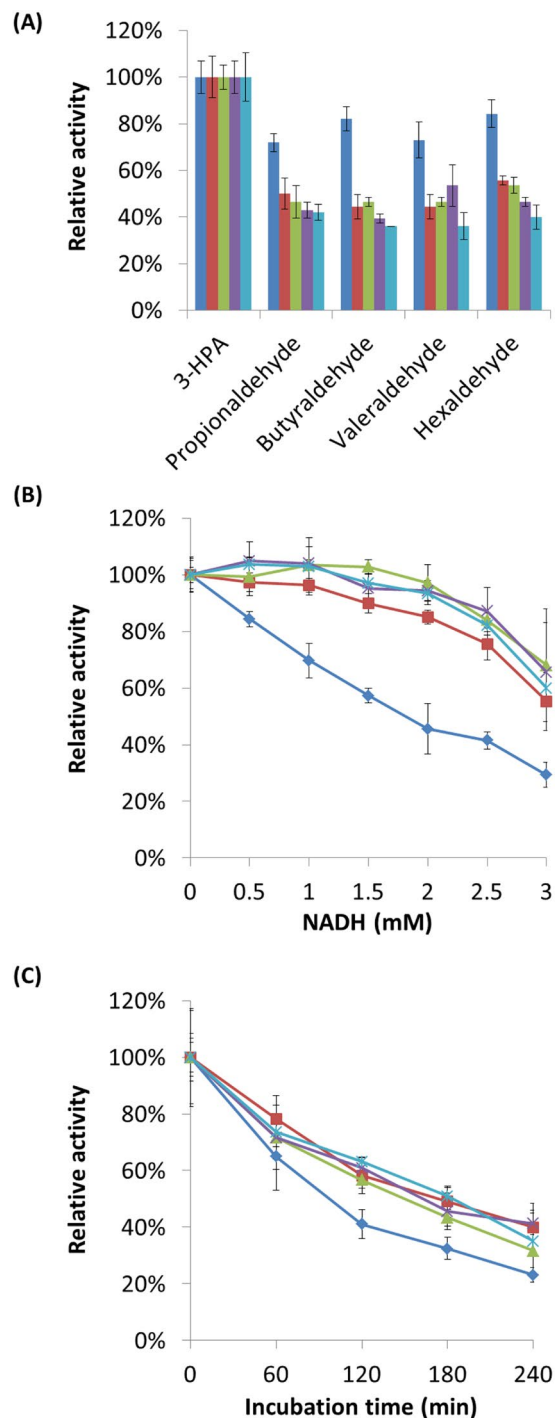 (A)
120%
100%
80%
60%
40%
20%
0%
Relative activity
3-HPA
Propionaldehyde
Butyraldehyde
Valeraldehyde
Hexaldehyde
(B)
120%
100%
80%
60%
40%
20%
0%
Relative activity
0 0.5 1 1.5 2 2.5 3
NADH (mM)
(C)
120%
100%
80%
60%
40%
20%
0%
Relative activity
0 60 120 180 240
Incubation time (min)